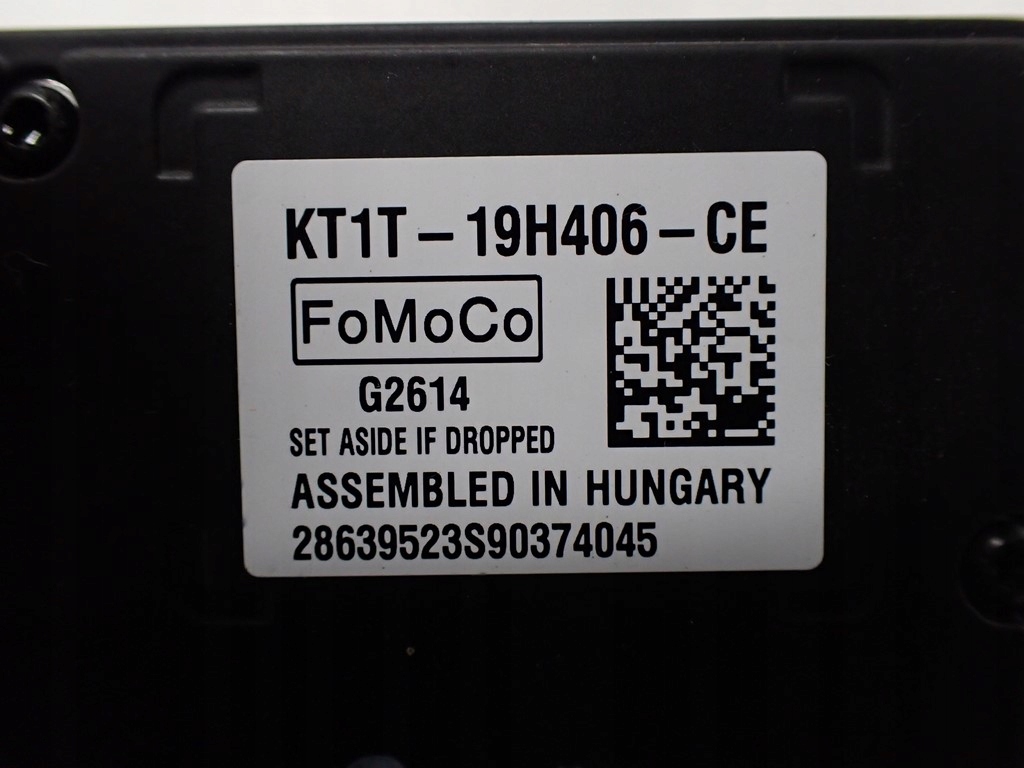 KT1T-19H406-CE
FoMoCo
G2614
SET ASIDE IF DROPPED
ASSEMBLED IN HUNGARY
28639523S90374045